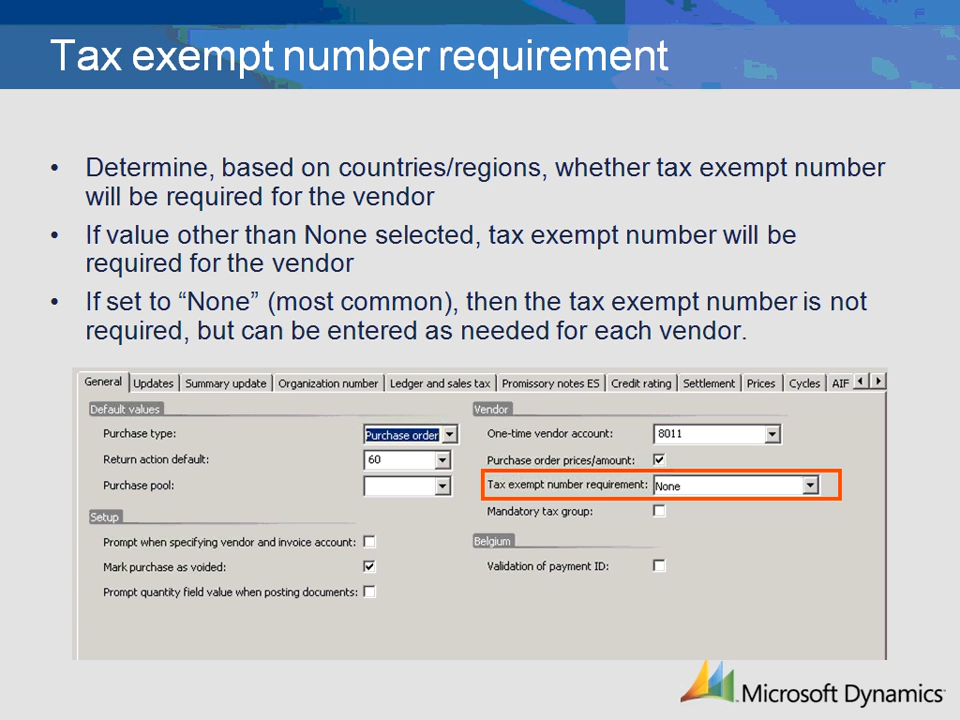 Tax exempt number requirement
• Determine, based on countries/regions, whether tax exempt number
will be required for the vendor
• If value other than None selected, tax exempt number will be
required for the vendor
• If set to “None” (most common), then the tax exempt number is not
required, but can be entered as needed for each vendor.
General Updates Summary update Organization number Ledger and sales tax Promissory notes ES Credit rating Settlement Prices Cycles AIF
Default values
Purchase type: Purchase order
Return action default: 60
Purchase pool:
Setup
Prompt when specifying vendor and invoice account:
Mark purchase as voided:
Prompt quantity field value when posting documents:
Vendor
One-time vendor account: 8011
Purchase order prices/amount:
Tax exempt number requirement: None
Mandatory tax group:
Belgium
Validation of payment ID:
Microsoft Dynamics